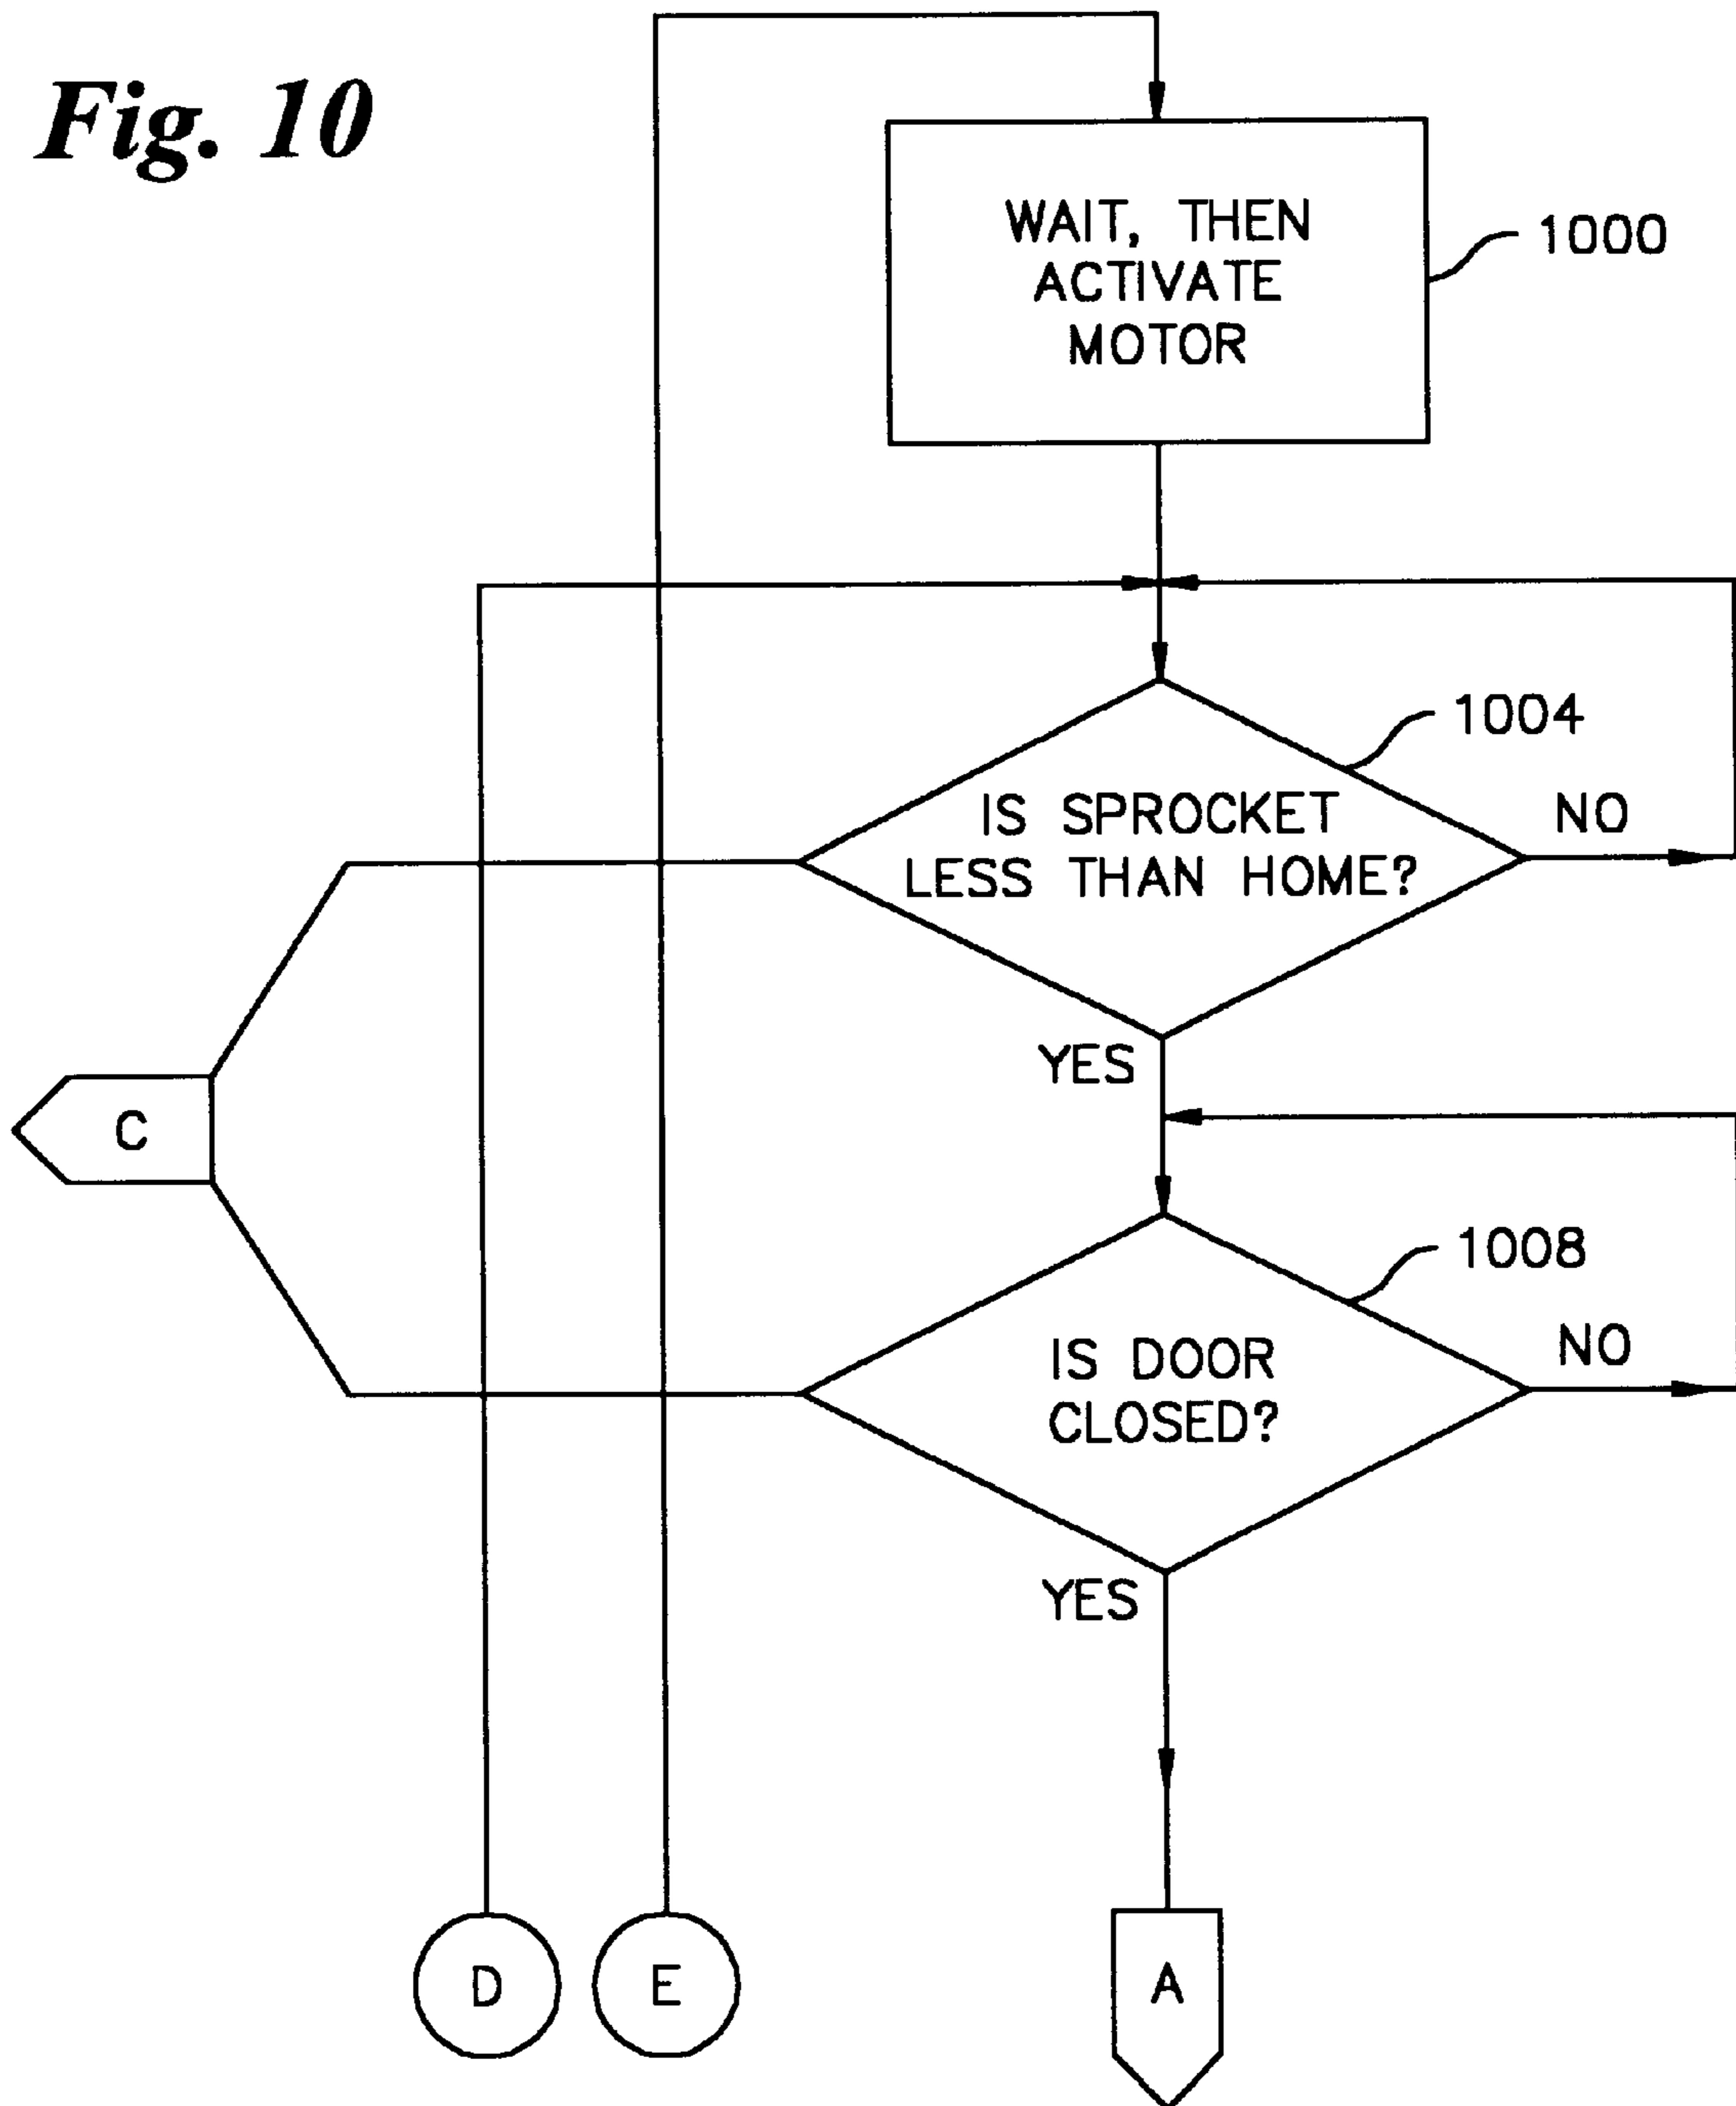 Fig. 10
WAIT, THEN
ACTIVATE
MOTOR
1000
1004
IS SPROCKET
LESS THAN HOME?
NO
YES
C
1008
IS DOOR
CLOSED?
NO
YES
D
E
A